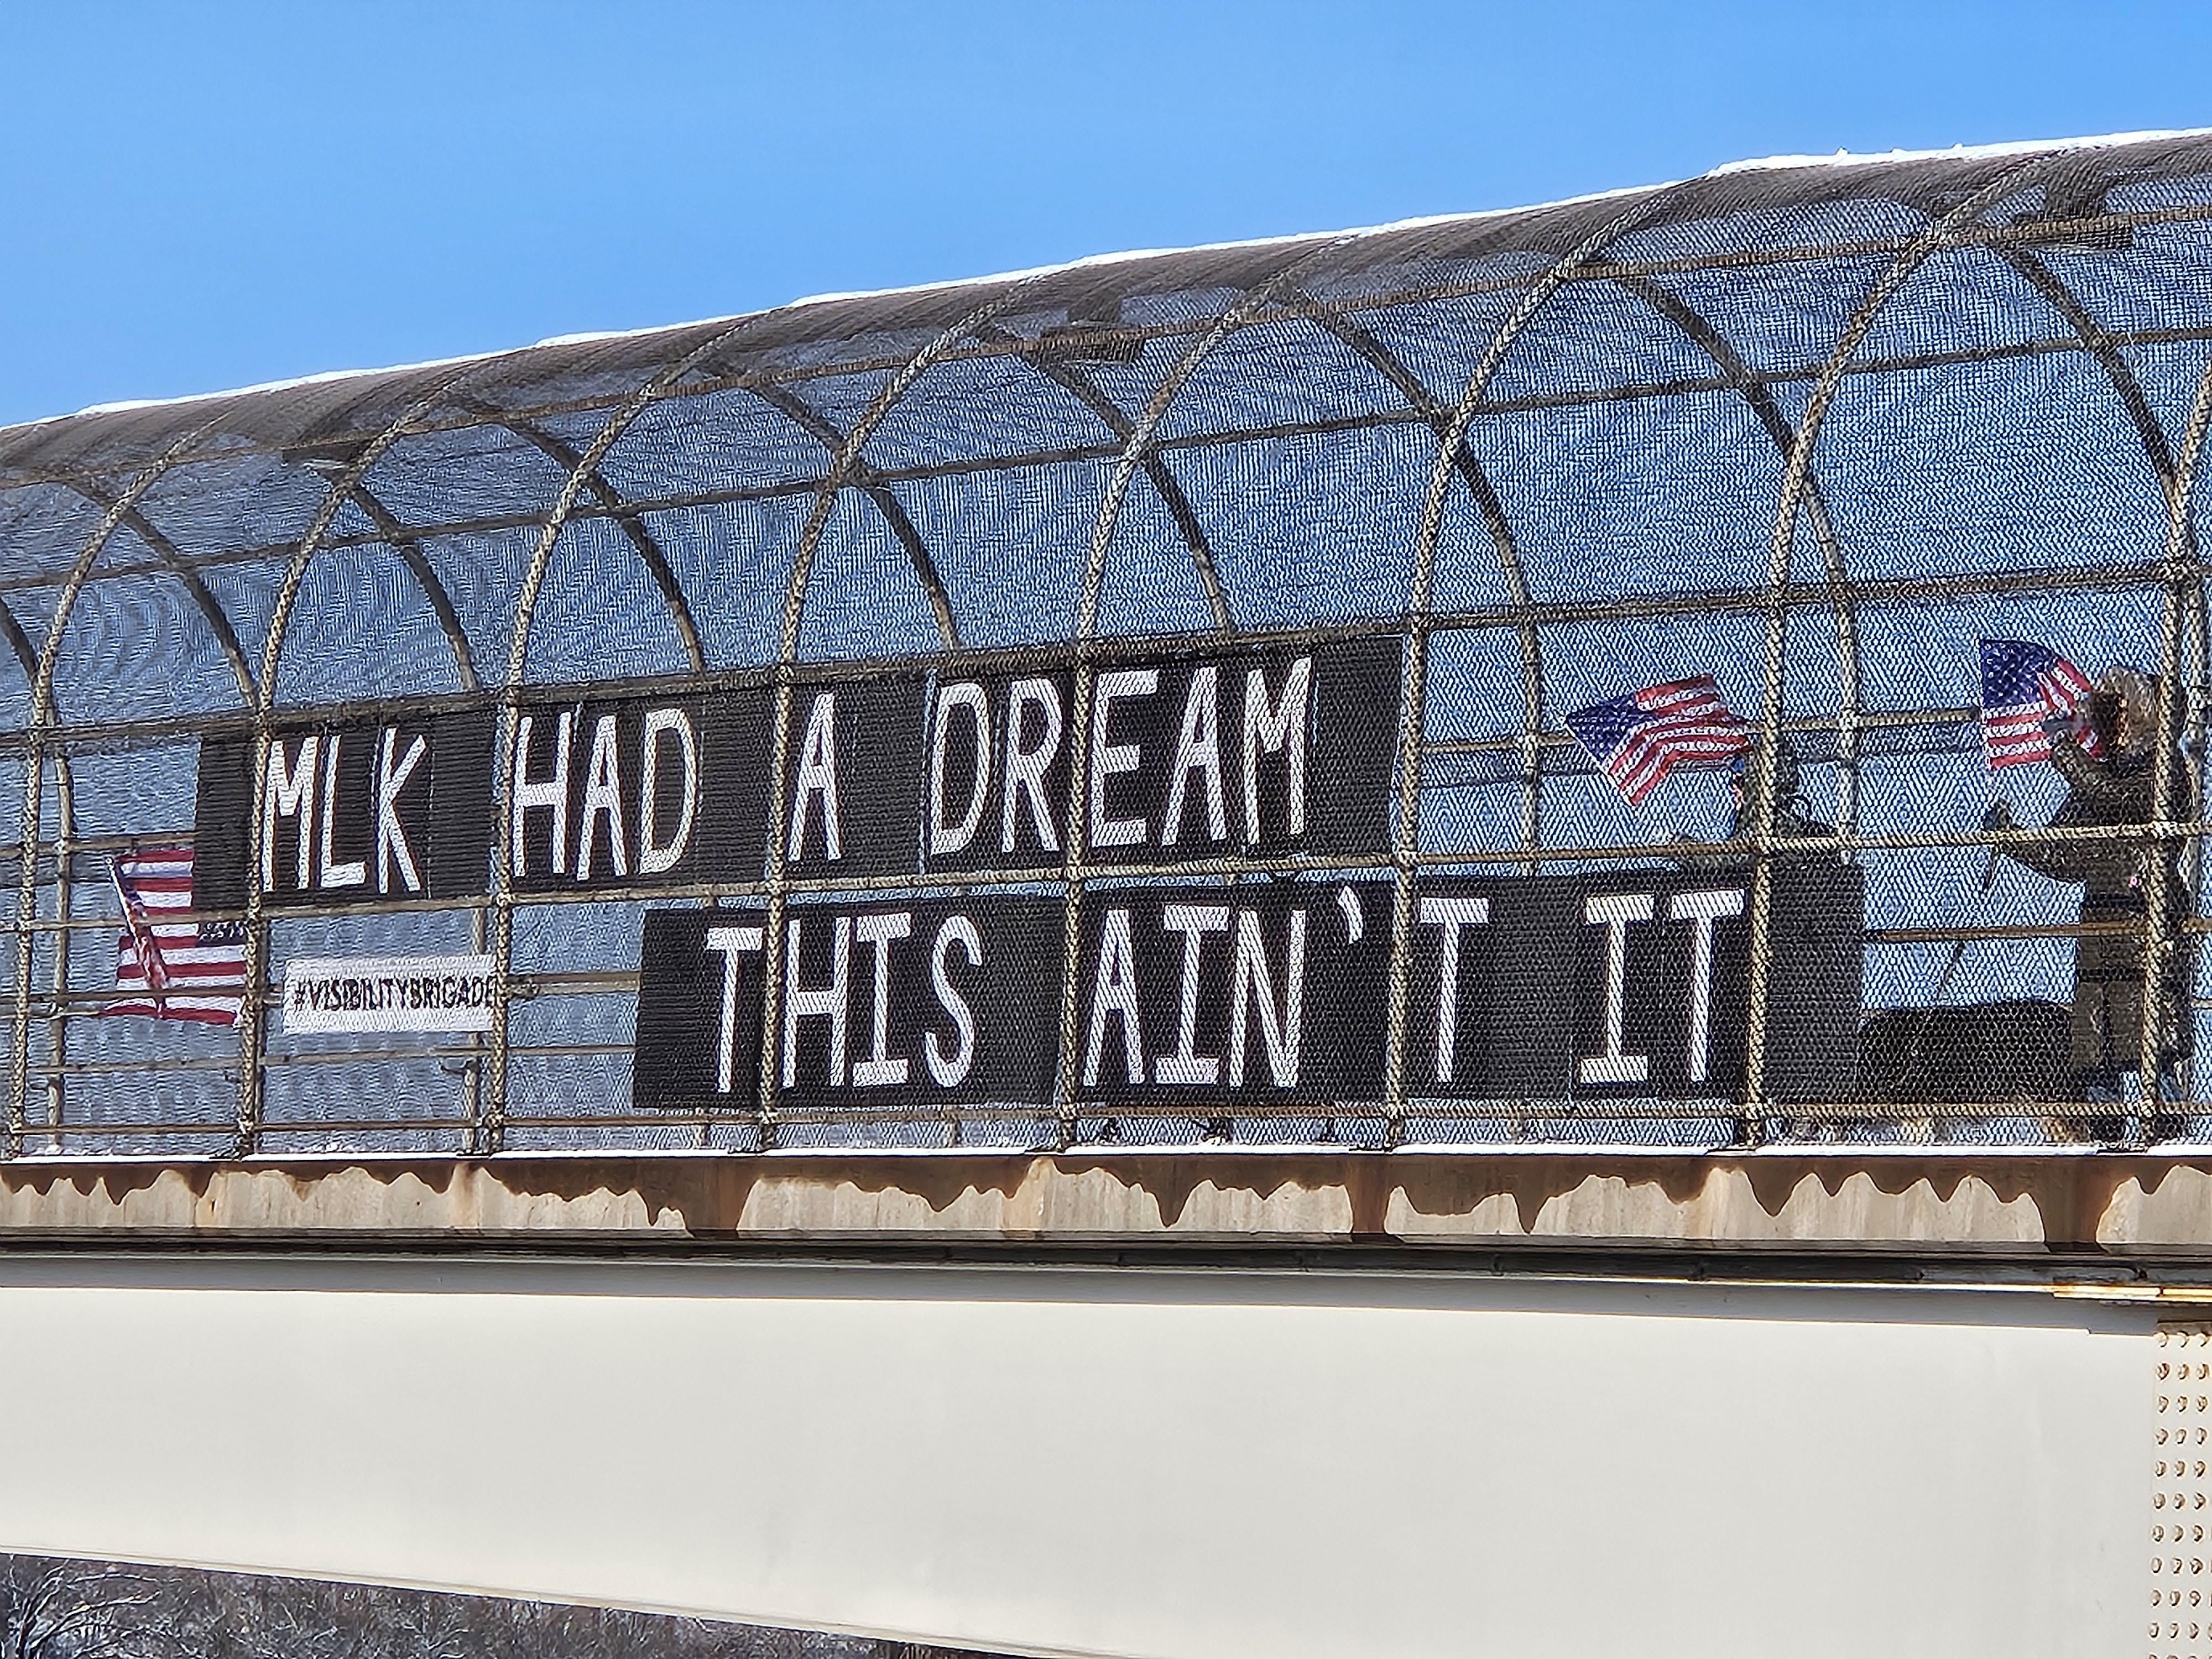 MLK HAD A DREAM
THIS AIN'T IT
#VISIBILITYBRIGADE